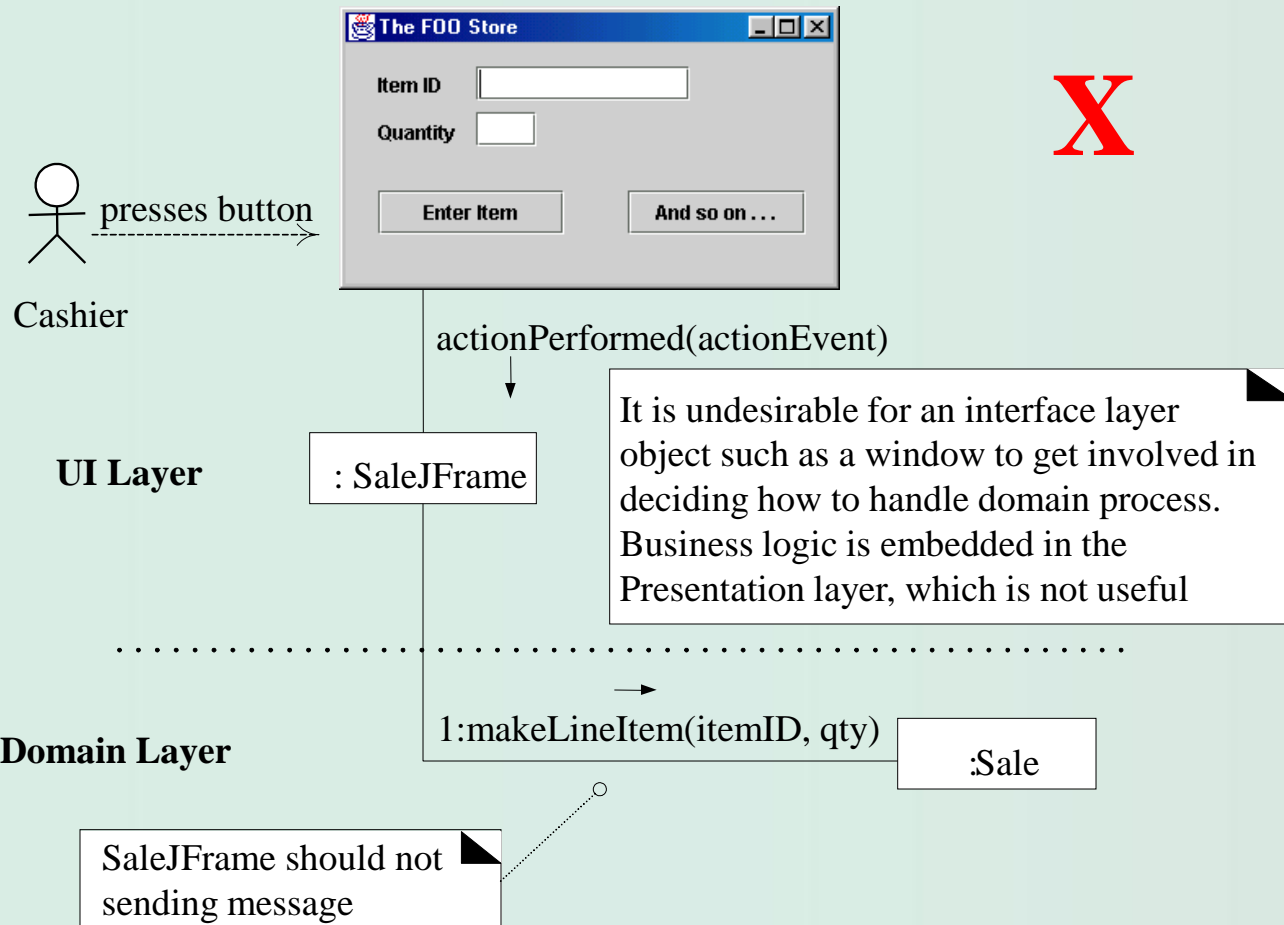 The FOO Store
Item ID
Quantity
Enter Item
And so on . . .
X
presses button
Cashier
actionPerformed(actionEvent)
UI Layer
: SaleJFrame
It is undesirable for an interface layer
object such as a window to get involved in
deciding how to handle domain process.
Business logic is embedded in the
Presentation layer, which is not useful
1:makeLineItem(itemID, qty)
Domain Layer
:Sale
SaleJFrame should not
sending message